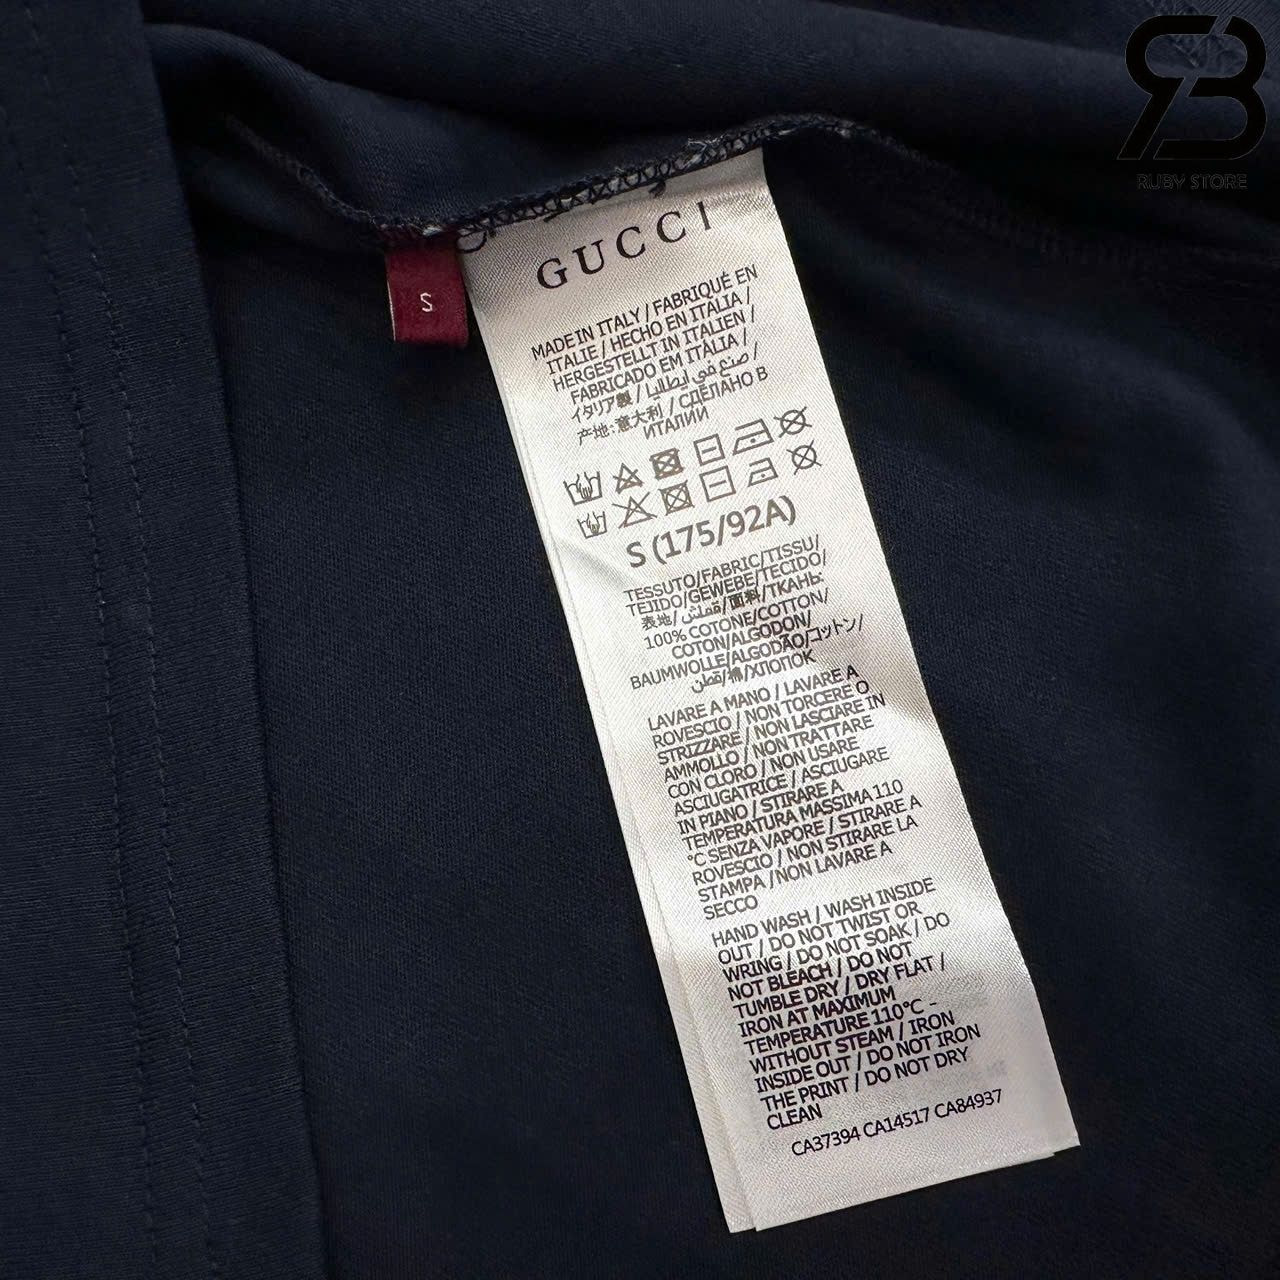 RUBY STORE
S
GUCCI
MADE IN ITALY / FABRIQUÉ EN
ITALIE / HECHO EN ITALIA /
HERGESTELLT IN ITALIEN /
FABRICADO EM ITÀLIA /
صنع في إيطاليا / イタリア製
产地:意大利 / СДЕЛАНО В
ИТАЛИИ
S (175/92A)
TESSUTO/FABRIC/TISSU/
TEJIDO/GEWEBE/TECIDO/
表地/قماش/面料/ТКАНЬ:
100% COTONE/COTTON/
COTON/ALGODON/
BAUMWOLLE/ALGODÃO/コットン/
قطن/棉/ХЛОПОК
LAVARE A MANO / LAVARE A
ROVESCIO / NON TORCERE O
STRIZZARE / NON LASCIARE IN
AMMOLLO / NON TRATTARE
CON CLORO / NON USARE
ASCIUGATRICE / ASCIUGARE
IN PIANO / STIRARE A
TEMPERATURA MASSIMA 110
°C SENZA VAPORE / STIRARE A
ROVESCIO / NON STIRARE LA
STAMPA / NON LAVARE A
SECCO
HAND WASH / WASH INSIDE
OUT / DO NOT TWIST OR
WRING / DO NOT SOAK / DO
NOT BLEACH / DO NOT
TUMBLE DRY / DRY FLAT /
IRON AT MAXIMUM
TEMPERATURE 110°C -
WITHOUT STEAM / IRON
INSIDE OUT / DO NOT IRON
THE PRINT / DO NOT DRY
CLEAN
CA37394 CA14517 CA84937